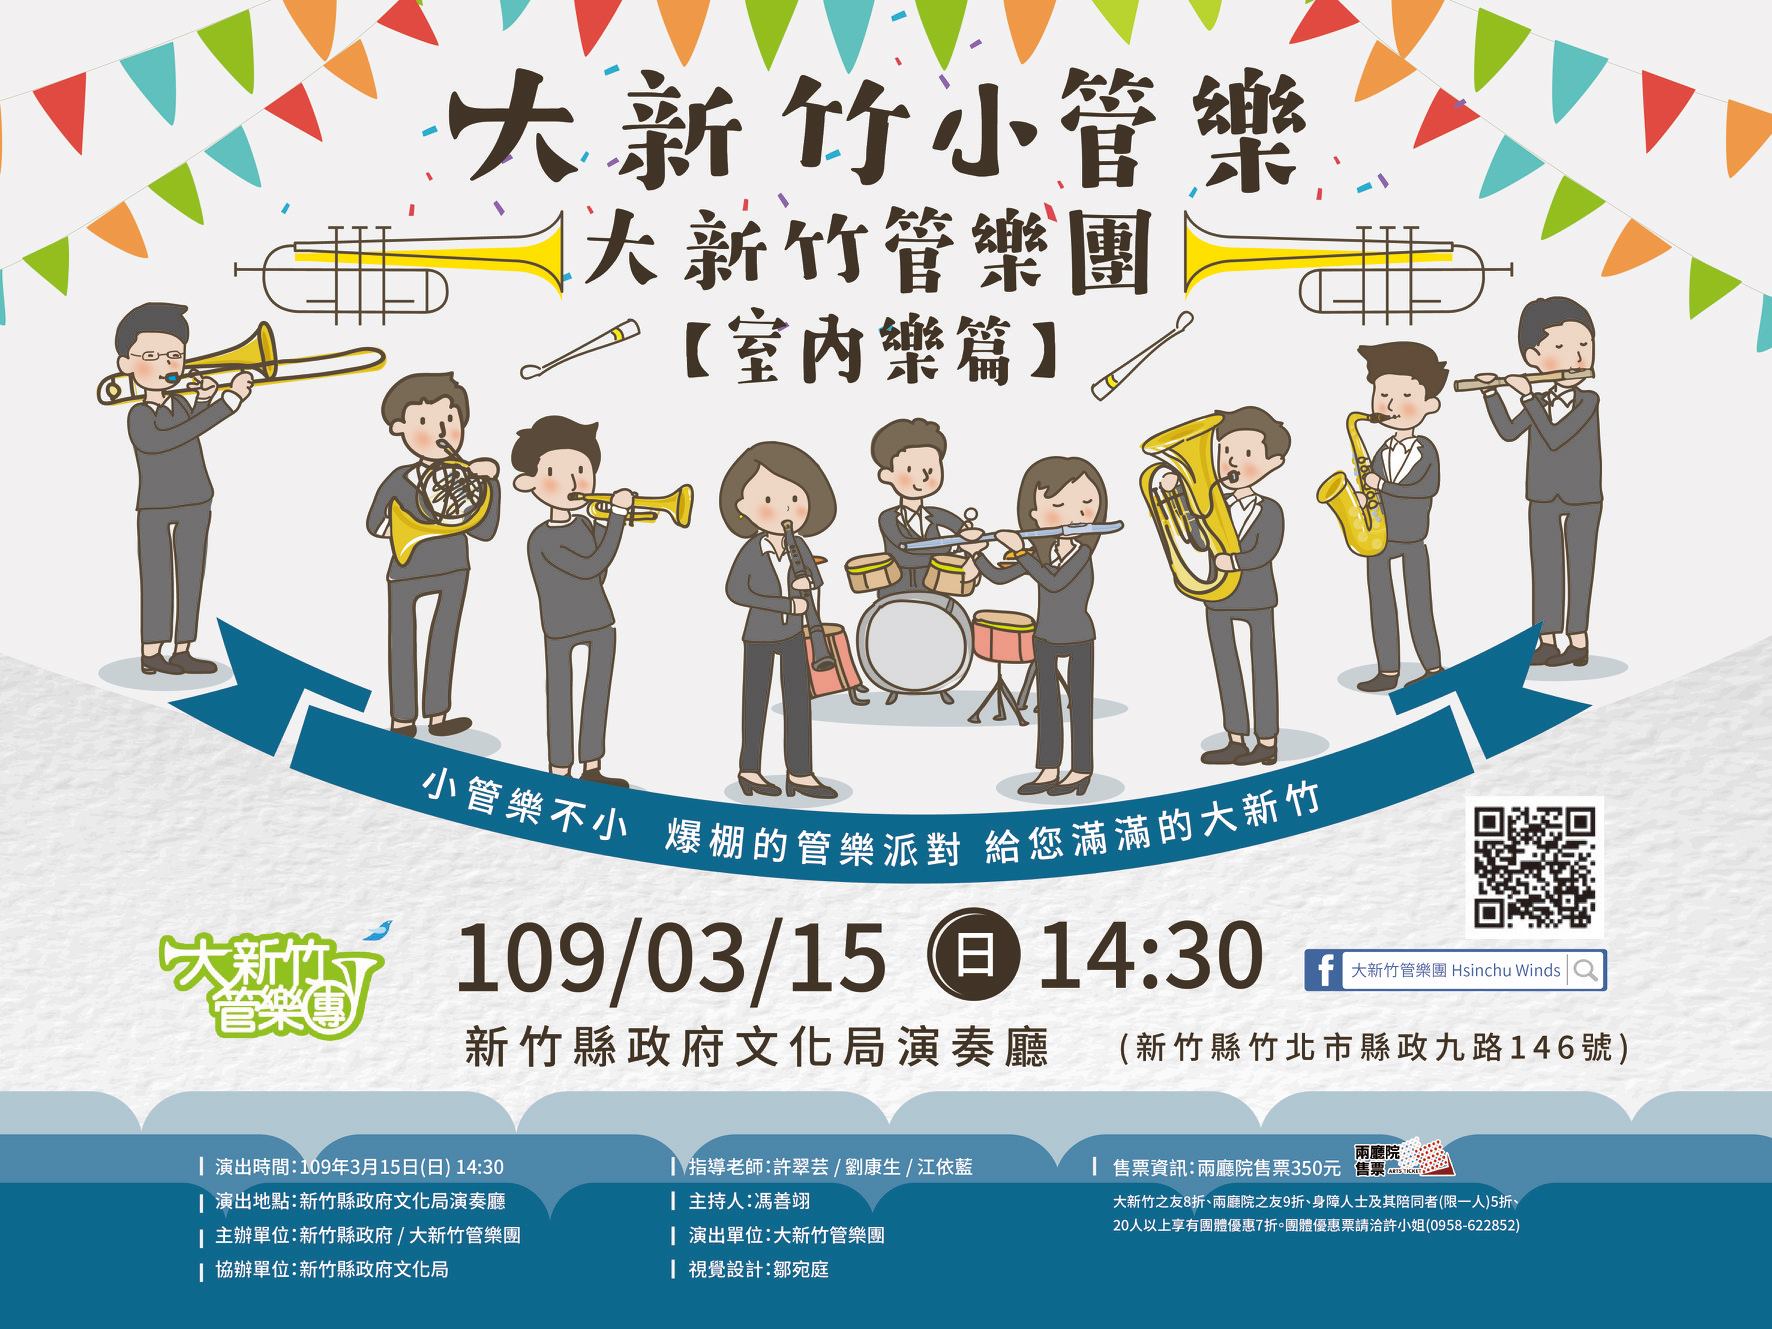 大新竹小管樂
大新竹管樂團
【室內樂篇】
小管樂不小 爆棚的管樂派對 給您滿滿的大新竹
大新竹
管樂團
109/03/15 日 14:30
大新竹管樂團 Hsinchu Winds
新竹縣政府文化局演奏廳 (新竹縣竹北市縣政九路146號)
演出時間：109年3月15日(日) 14:30
演出地點：新竹縣政府文化局演奏廳
主辦單位：新竹縣政府 / 大新竹管樂團
協辦單位：新竹縣政府文化局
指導老師：許翠芸 / 劉康生 / 江依藍
主持人：馮善翊
演出單位：大新竹管樂團
視覺設計：鄒宛庭
售票資訊：兩廳院售票350元
兩廳院
售票 ARTSTICKET
大新竹之友8折、兩廳院之友9折、身障人士及其陪同者(限一人)5折、
20人以上享有團體優惠7折。團體優惠票請洽許小姐(0958-622852)